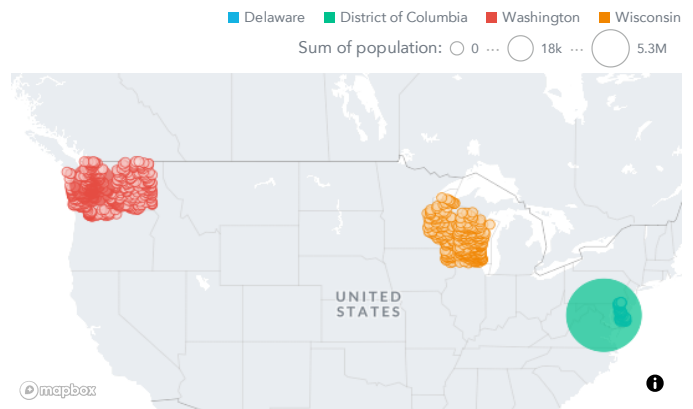 Delaware District of Columbia Washington Wisconsin
Sum of population: 0 ... 18k ... 5.3M
UNITED
STATES
mapbox
i